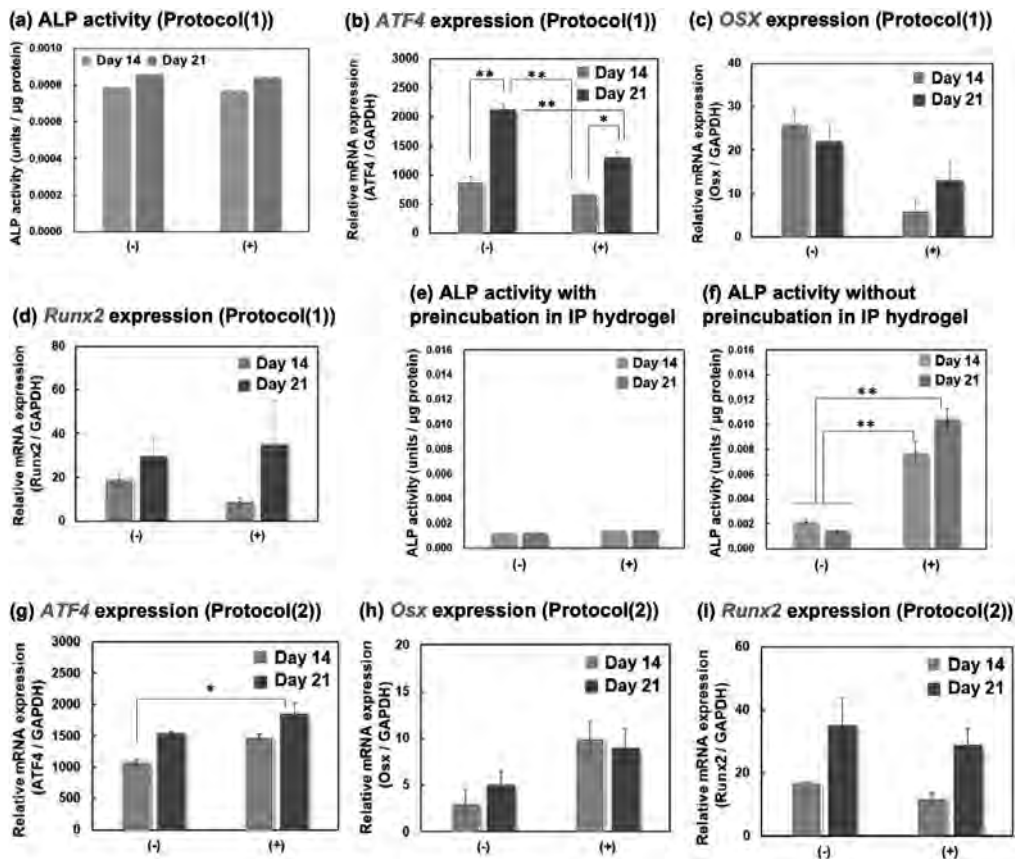 (a) ALP activity (Protocol(1))
ALP activity (units / µg protein)
0.0010
0.0008
0.0006
0.0004
0.0002
0.0006
Day 14
Day 21
(-)
(+)
(b) ATF4 expression (Protocol(1))
Relative mRNA expression
(ATF4 / GAPDH)
3000
2500
2000
1500
1000
500
0
**
**
**
*
Day 14
Day 21
(-)
(+)
(c) OSX expression (Protocol(1))
Relative mRNA expression
(Osx / GAPDH)
40
30
20
10
0
Day 14
Day 21
(-)
(+)
(d) Runx2 expression (Protocol(1))
Relative mRNA expression
(Runx2 / GAPDH)
80
60
40
20
0
Day 14
Day 21
(-)
(+)
(e) ALP activity with
preincubation in IP hydrogel
ALP activity (units / µg protein)
0.016
0.014
0.012
0.010
0.008
0.006
0.004
0.002
0.000
Day 14
Day 21
(-)
(+)
(f) ALP activity without
preincubation in IP hydrogel
ALP activity (units / µg protein)
0.016
0.014
0.012
0.010
0.008
0.006
0.004
0.002
0.000
Day 14
Day 21
**
**
(-)
(+)
(g) ATF4 expression (Protocol(2))
Relative mRNA expression
(ATF4 / GAPDH)
3000
2500
2000
1500
1000
500
0
*
Day 14
Day 21
(-)
(+)
(h) Osx expression (Protocol(2))
Relative mRNA expression
(Osx / GAPDH)
20
15
10
5
0
Day 14
Day 21
(-)
(+)
(i) Runx2 expression (Protocol(2))
Relative mRNA expression
(Runx2 / GAPDH)
60
40
20
0
Day 14
Day 21
(-)
(+)